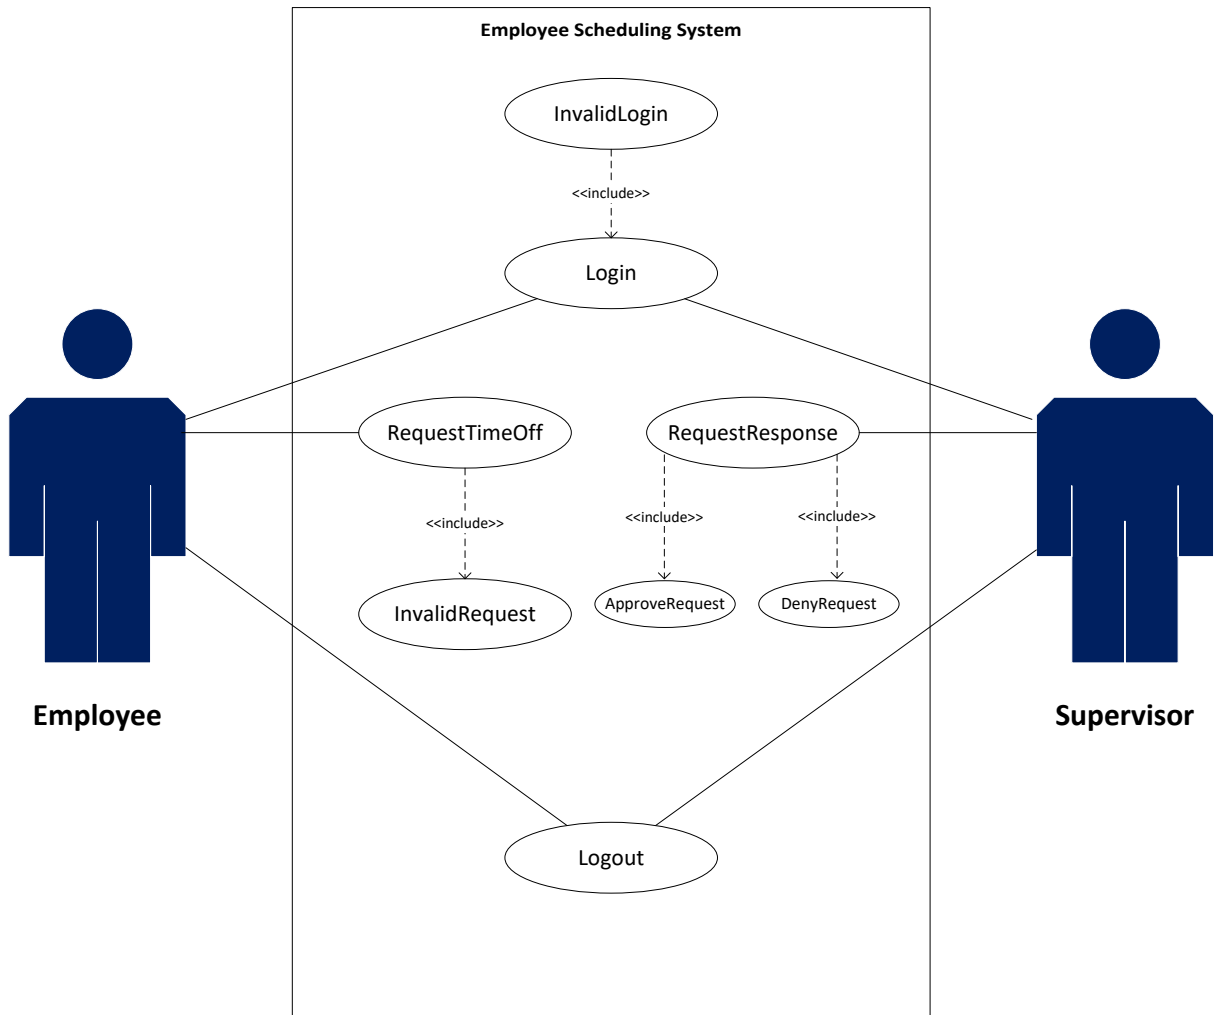 Employee Scheduling System
InvalidLogin
<<include>>
Login
RequestTimeOff
RequestResponse
<<include>>
<<include>>
<<include>>
InvalidRequest
ApproveRequest
DenyRequest
Employee
Supervisor
Logout